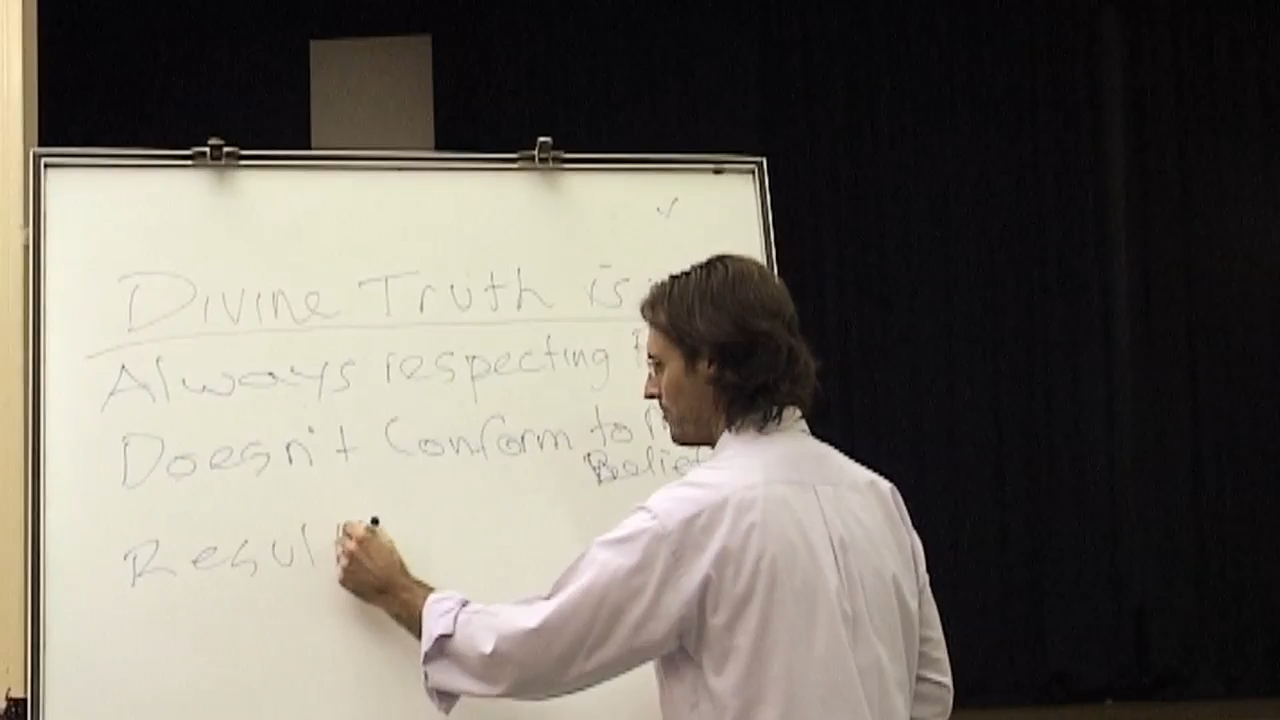 Divine Truth is
Always respecting
Doesn't Conform to
Belief
Resul